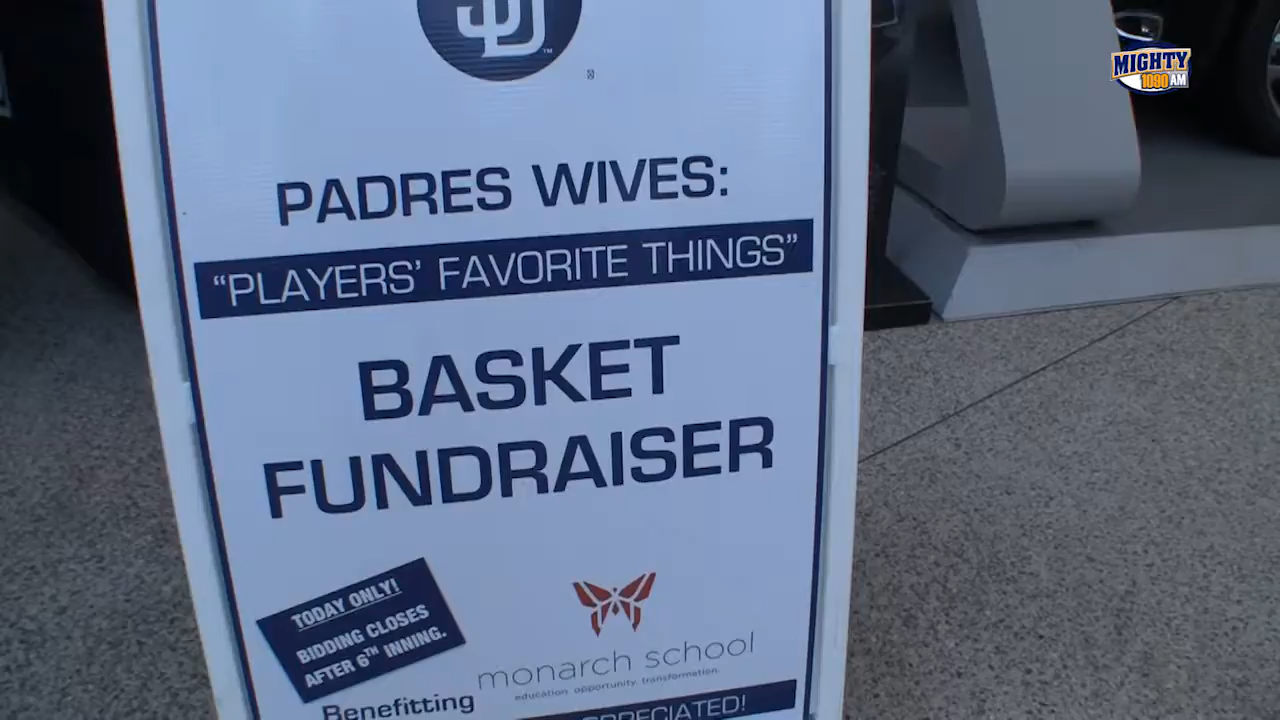 SD
MIGHTY
1090 AM
PADRES WIVES:
“PLAYERS’ FAVORITE THINGS”
BASKET
FUNDRAISER
TODAY ONLY!
BIDDING CLOSES
AFTER 6TH INNING.
monarch school
education. opportunity. transformation.
Benefitting